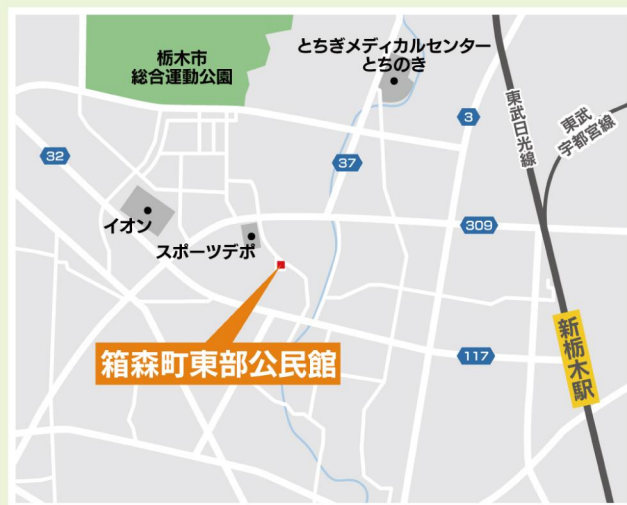 栃木市
総合運動公園
とちぎメディカルセンター
とちのき
東武日光線
東武
宇都宮線
3
32
37
イオン
スポーツデポ
309
箱森町東部公民館
117
新栃木駅